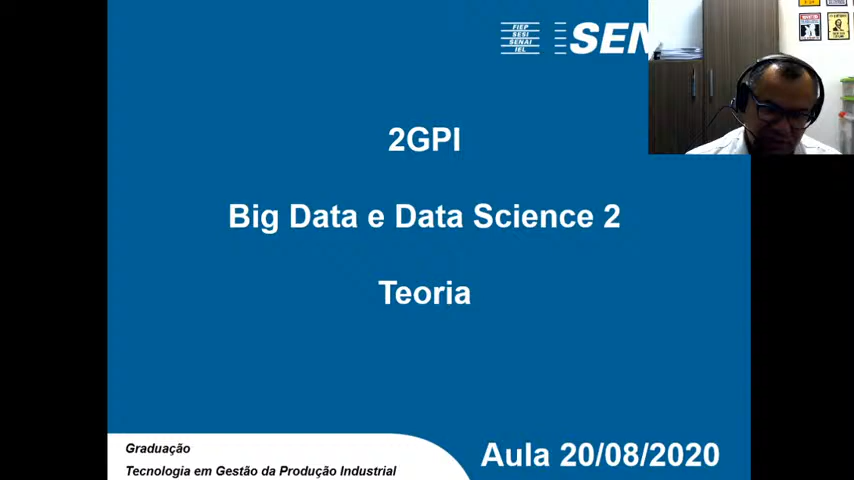 FIEP
SESI
SENAI
IEL
SEN
2GPI
Big Data e Data Science 2
Teoria
Graduação
Tecnologia em Gestão da Produção Industrial
Aula 20/08/2020